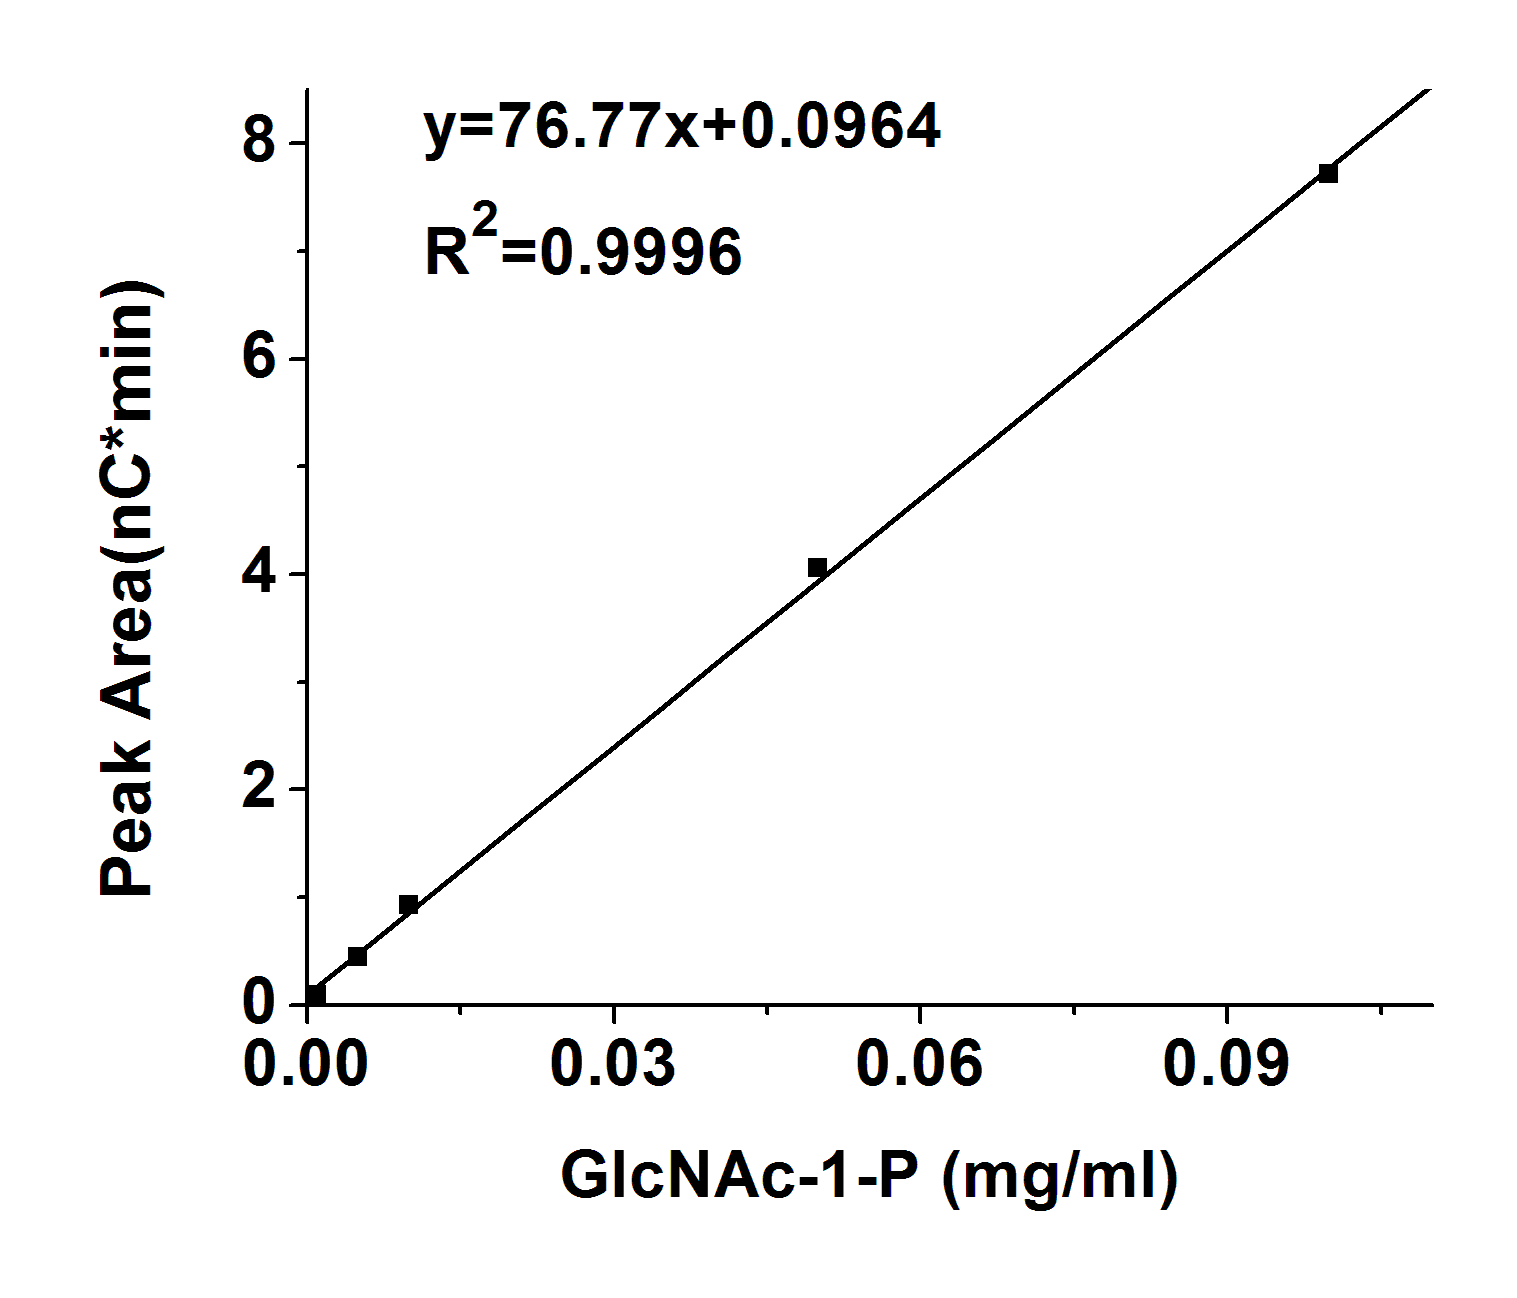 y=76.77x+0.0964
R²=0.9996
Peak Area(nC*min)
8
6
4
2
0
0.00 0.03 0.06 0.09
GlcNAc-1-P (mg/ml)